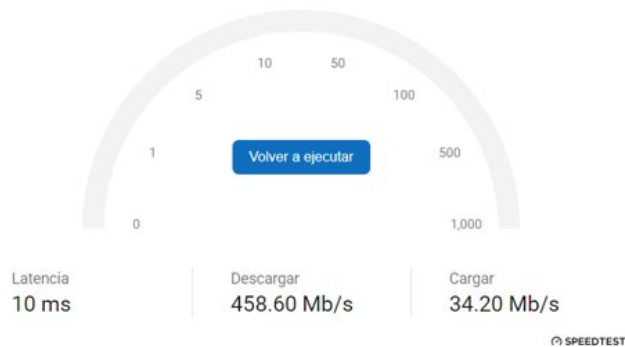 10 50
5 100
1 Volver a ejecutar 500
0 1,000
Latencia Descargar Cargar
10 ms 458.60 Mb/s 34.20 Mb/s
SPEEDTEST